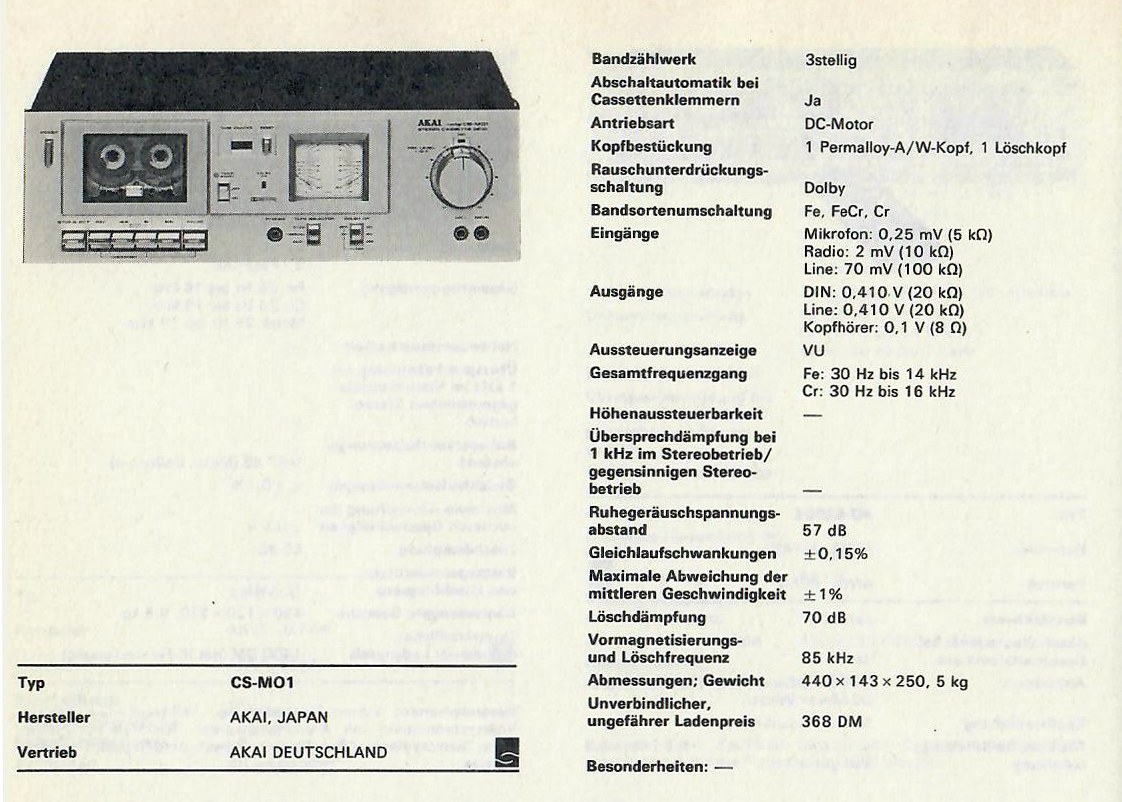 AKAI
Typ CS-M01
Hersteller AKAI, JAPAN
Vertrieb AKAI DEUTSCHLAND
Bandzählwerk 3stellig
Abschaltautomatik bei
Cassettenklemmern Ja
Antriebsart DC-Motor
Kopfbestückung 1 Permalloy-A/W-Kopf, 1 Löschkopf
Rauschunterdrückungs-
schaltung Dolby
Bandsortenumschaltung Fe, FeCr, Cr
Eingänge Mikrofon: 0,25 mV (5 kΩ)
Radio: 2 mV (10 kΩ)
Line: 70 mV (100 kΩ)
Ausgänge DIN: 0,410 V (20 kΩ)
Line: 0,410 V (20 kΩ)
Kopfhörer: 0,1 V (8 Ω)
Aussteuerungsanzeige VU
Gesamtfrequenzgang Fe: 30 Hz bis 14 kHz
Cr: 30 Hz bis 16 kHz
Höhenaussteuerbarkeit —
Übersprechdämpfung bei
1 kHz im Stereobetrieb/
gegensinnigen Stereo-
betrieb —
Ruhegeräuschspannungs-
abstand 57 dB
Gleichlaufschwankungen ±0,15%
Maximale Abweichung der
mittleren Geschwindigkeit ±1%
Löschdämpfung 70 dB
Vormagnetisierungs-
und Löschfrequenz 85 kHz
Abmessungen; Gewicht 440 × 143 × 250, 5 kg
Unverbindlicher,
ungefährer Ladenpreis 368 DM
Besonderheiten: —